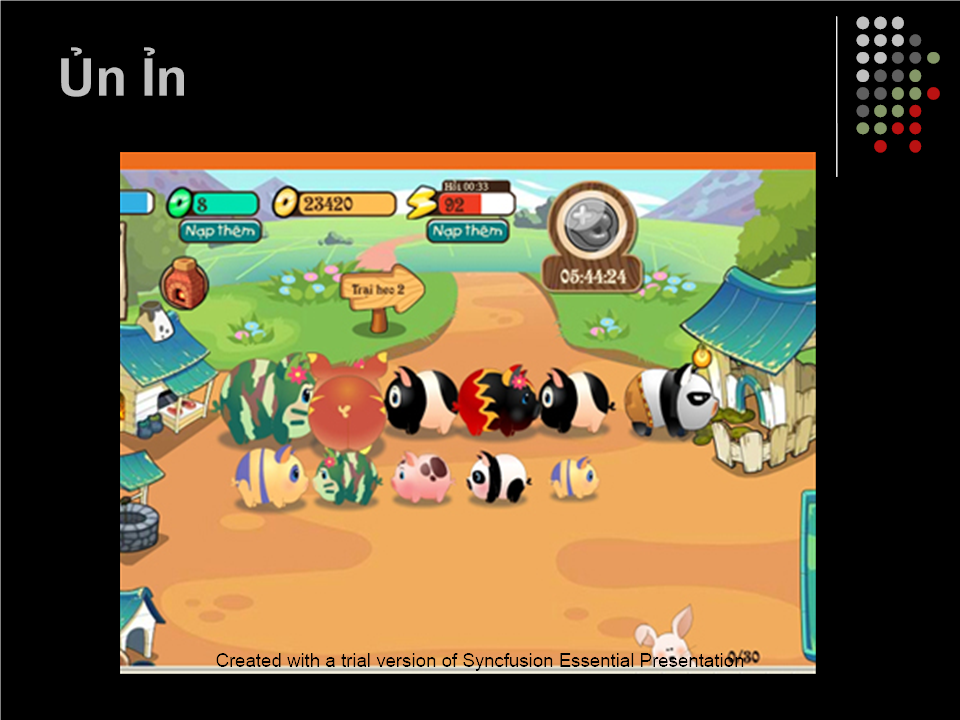 Ủn Ỉn
Hồi 00:33
8
23420
92
Nạp thêm
Nạp thêm
05:44:24
Trại heo 2
0/30
Created with a trial version of Syncfusion Essential Presentation